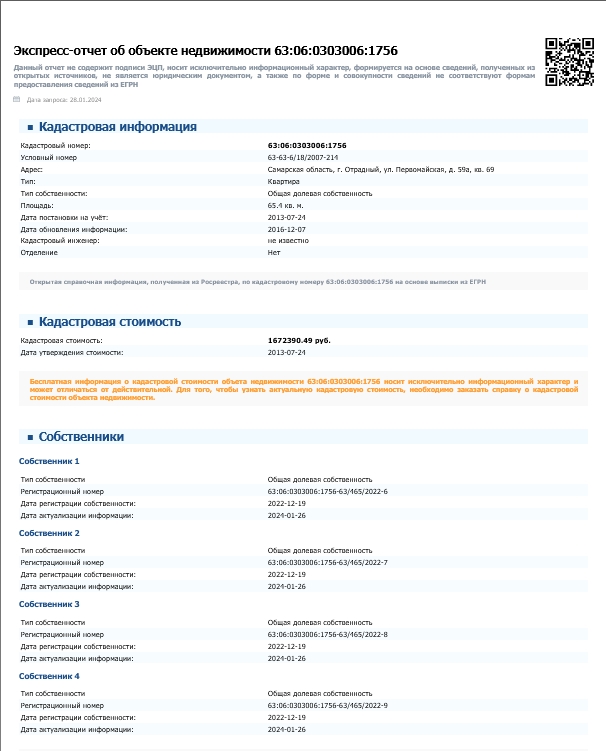 Экспресс-отчет об объекте недвижимости 63:06:0303006:1756
Данный отчет не содержит подписи ЭЦП, носит исключительно информационный характер, формируется на основе сведений, полученных из
открытых источников, не является юридическим документом, а также по форме и совокупности сведений не соответствуют формам
предоставления сведений из ЕГРН
Дата запроса: 28.01.2024
Кадастровая информация
Кадастровый номер: 63:06:0303006:1756
Условный номер 63-63-6/18/2007-214
Адрес: Самарская область, г. Отрадный, ул. Первомайская, д. 59а, кв. 69
Тип: Квартира
Тип собственности: Общая долевая собственность
Площадь: 65.4 кв. м.
Дата постановки на учёт: 2013-07-24
Дата обновления информации: 2016-12-07
Кадастровый инженер: не известно
Отделение Нет
Открытая справочная информация, полученная из Росреестра, по кадастровому номеру 63:06:0303006:1756 на основе выписки из ЕГРН
Кадастровая стоимость
Кадастровая стоимость: 1672390.49 руб.
Дата утверждения стоимости: 2013-07-24
Бесплатная информация о кадастровой стоимости объета недвижимости 63:06:0303006:1756 носит исключительно информационный характер и
может отличаться от действительной. Для того, чтобы узнать актуальную кадастровую стоимость, необходимо заказать справку о кадастровой
стоимости объекта недвижимости.
Собственники
Собственник 1
Тип собственности Общая долевая собственность
Регистрационный номер 63:06:0303006:1756-63/465/2022-6
Дата регистрации собственности: 2022-12-19
Дата актуализации информации: 2024-01-26
Собственник 2
Тип собственности Общая долевая собственность
Регистрационный номер 63:06:0303006:1756-63/465/2022-7
Дата регистрации собственности: 2022-12-19
Дата актуализации информации: 2024-01-26
Собственник 3
Тип собственности Общая долевая собственность
Регистрационный номер 63:06:0303006:1756-63/465/2022-8
Дата регистрации собственности: 2022-12-19
Дата актуализации информации: 2024-01-26
Собственник 4
Тип собственности Общая долевая собственность
Регистрационный номер 63:06:0303006:1756-63/465/2022-9
Дата регистрации собственности: 2022-12-19
Дата актуализации информации: 2024-01-26